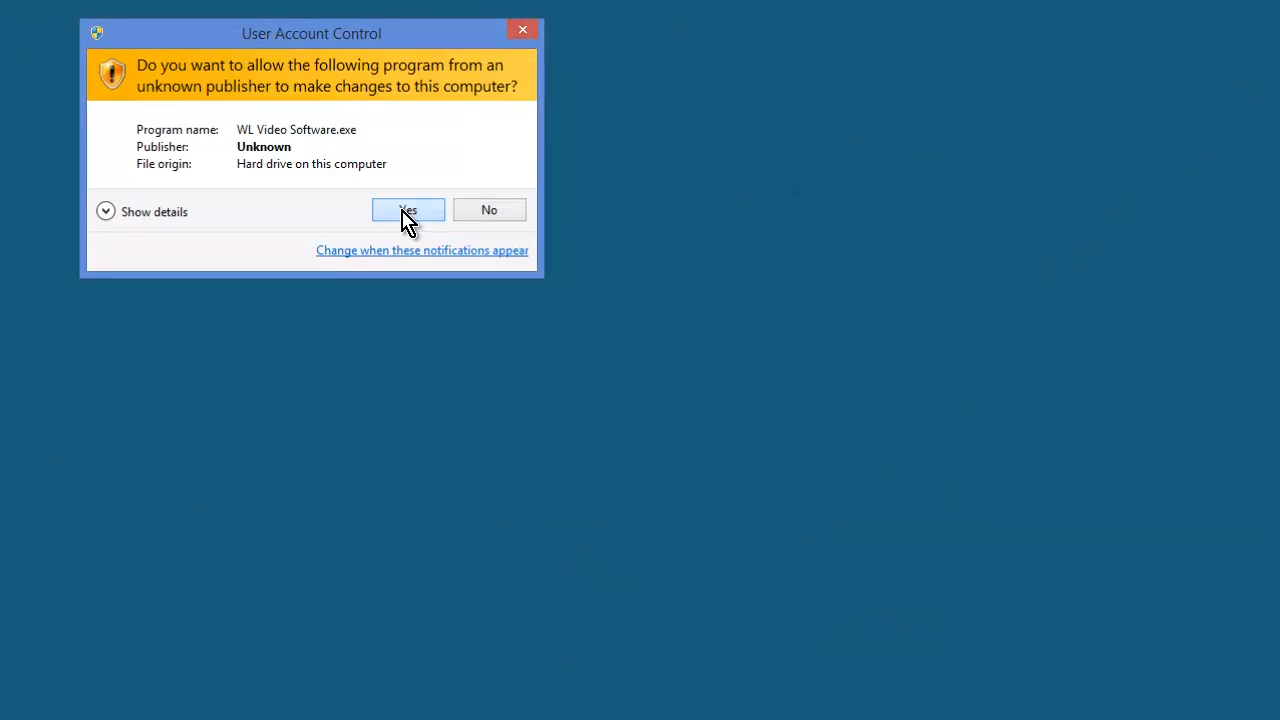 User Account Control
Do you want to allow the following program from an
unknown publisher to make changes to this computer?
Program name: WL Video Software.exe
Publisher: Unknown
File origin: Hard drive on this computer
Show details
Yes
No
Change when these notifications appear